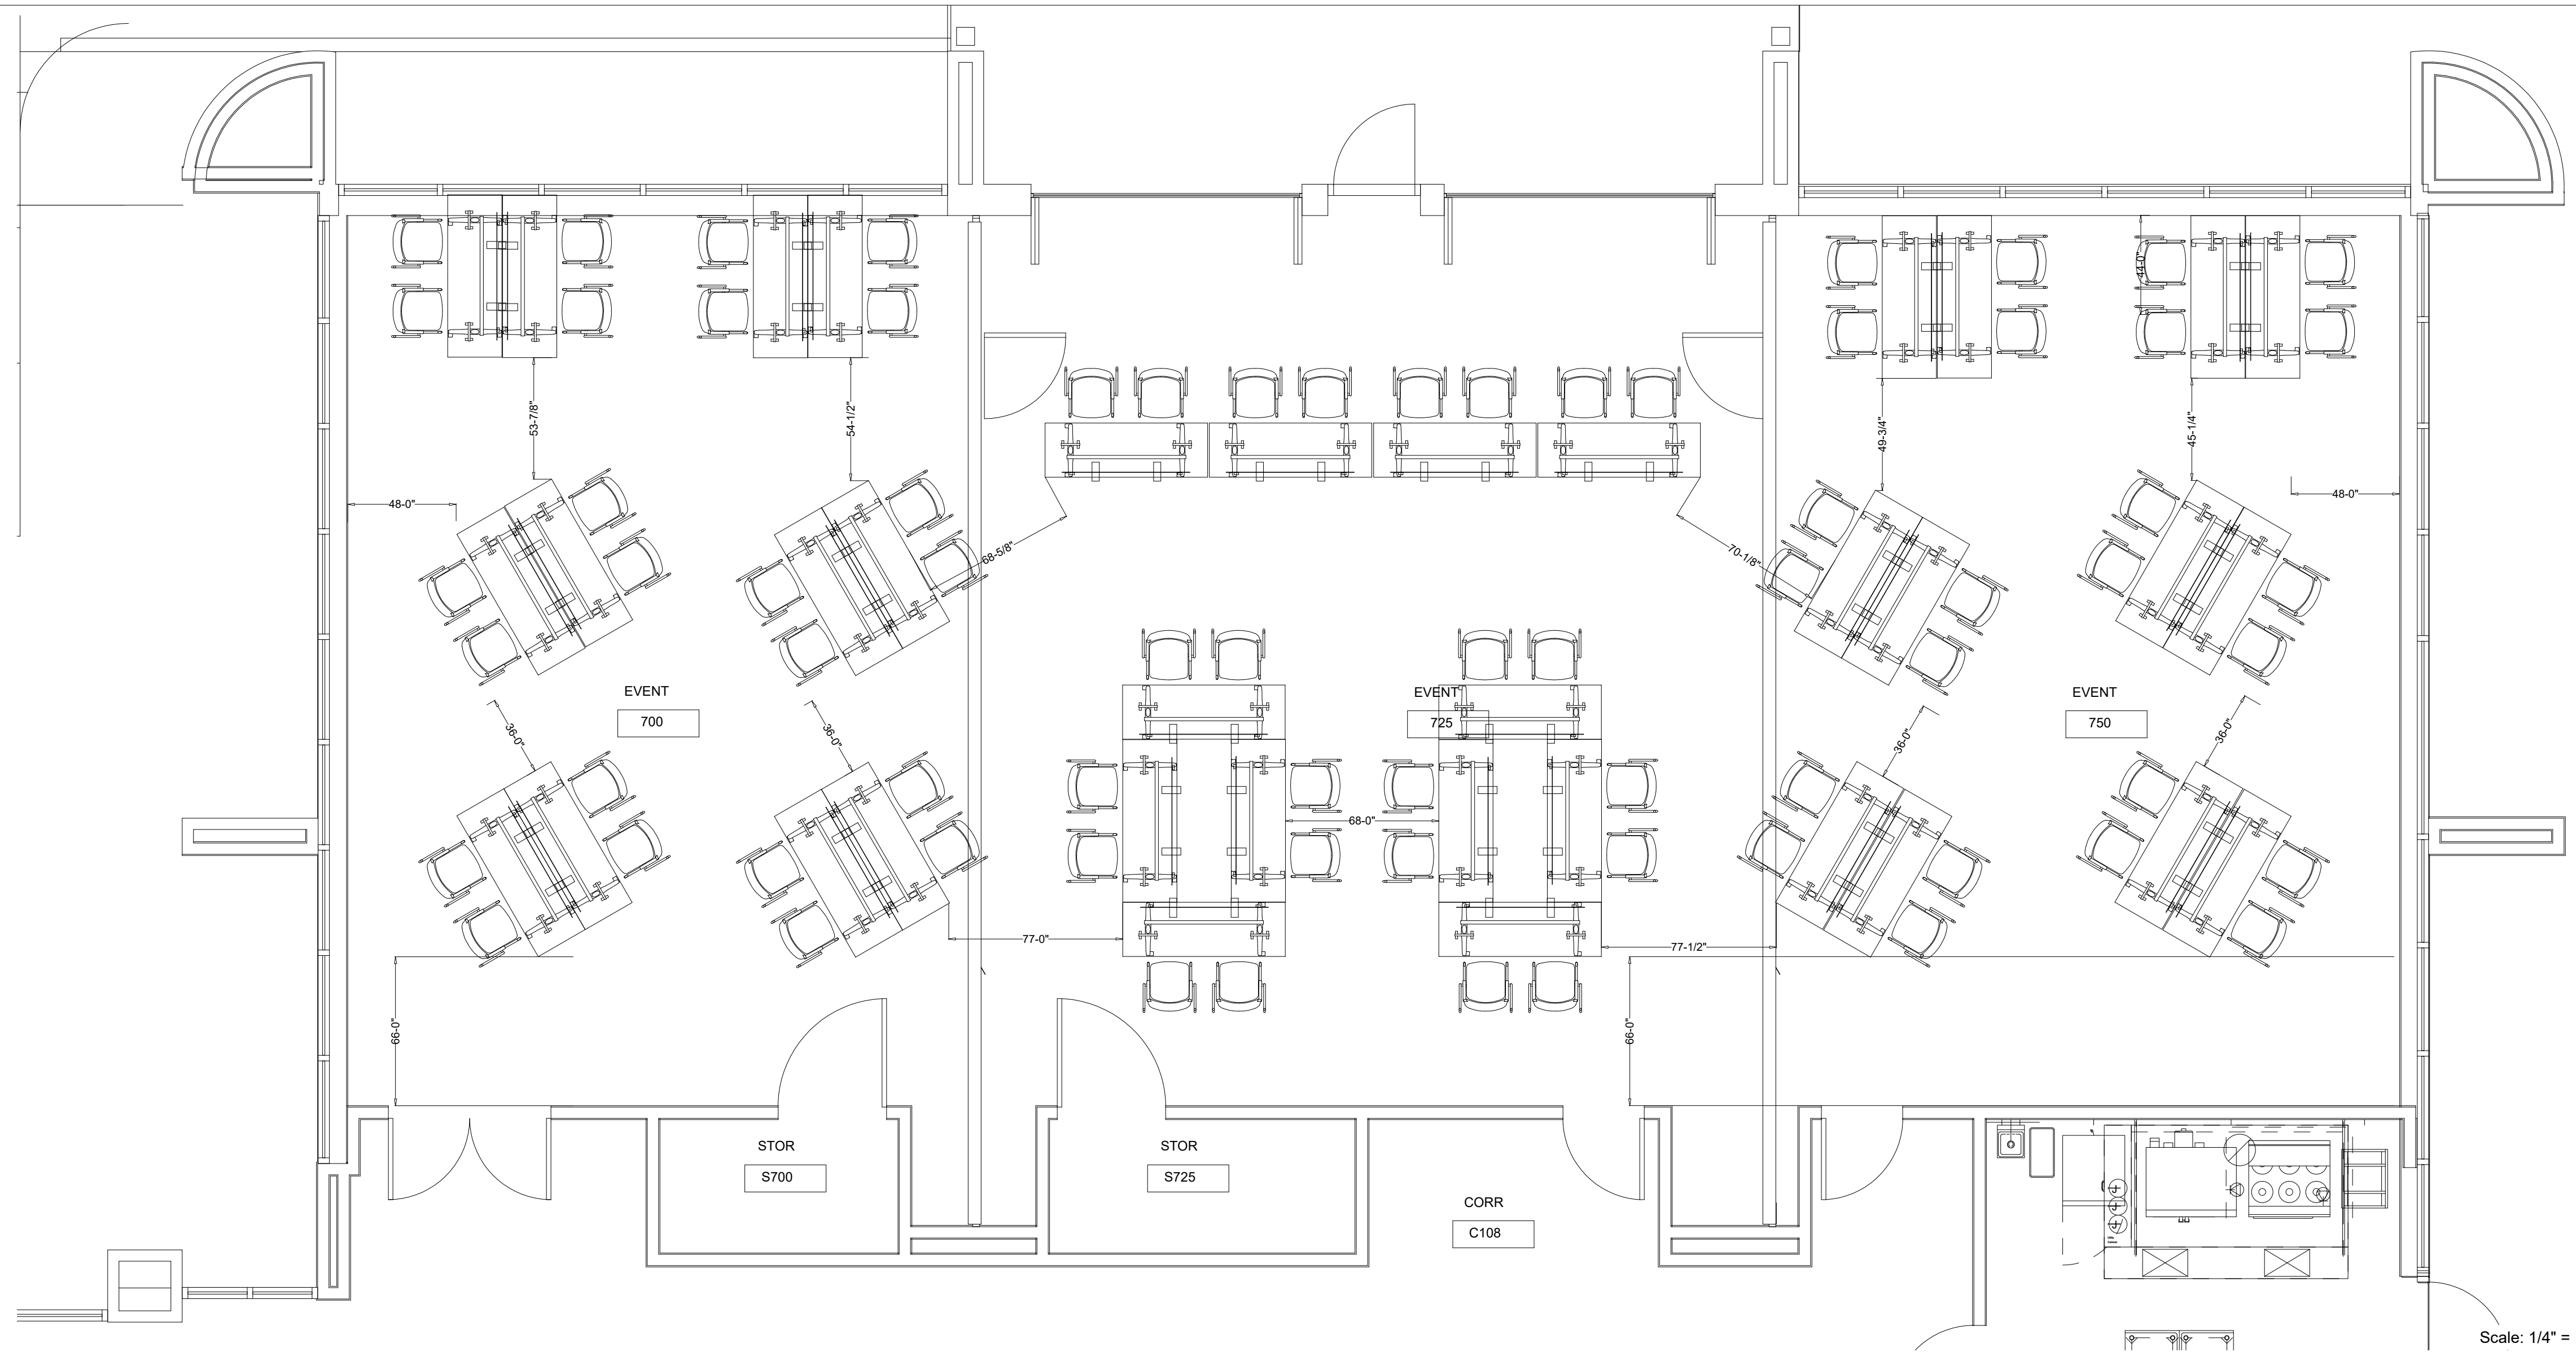 53-7/8"
54-1/2"
44-0"
49-3/4"
45-1/4"
48-0"
48-0"
68-5/8"
70-1/8"
EVENT
700
EVENT
725
EVENT
750
36-0"
36-0"
36-0"
36-0"
68-0"
77-0"
77-1/2"
66-0"
66-0"
STOR
S700
STOR
S725
CORR
C108
Scale: 1/4" =